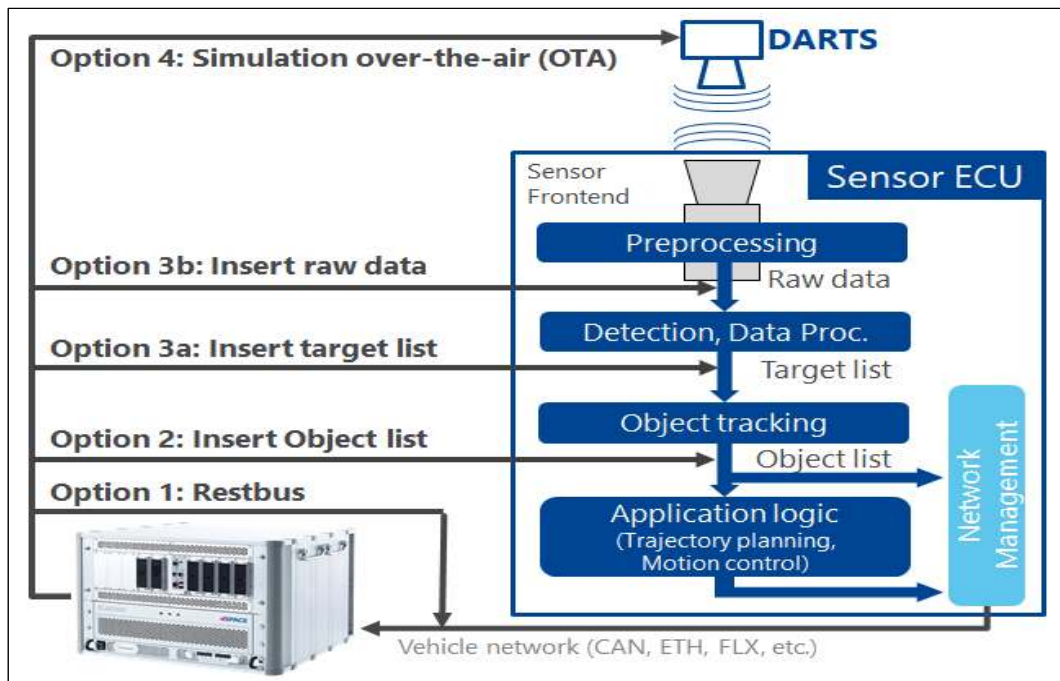 Option 4: Simulation over-the-air (OTA)
DARTS
Sensor
Frontend
Sensor ECU
Preprocessing
Option 3b: Insert raw data
Raw data
Detection, Data Proc.
Option 3a: Insert target list
Target list
Object tracking
Option 2: Insert Object list
Object list
Option 1: Restbus
Application logic
(Trajectory planning,
Motion control)
Network
Management
dSPACE
Vehicle network (CAN, ETH, FLX, etc.)